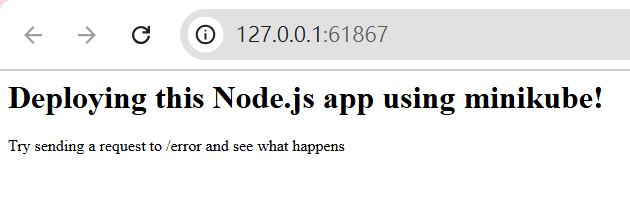 127.0.0.1:61867
Deploying this Node.js app using minikube!
Try sending a request to /error and see what happens